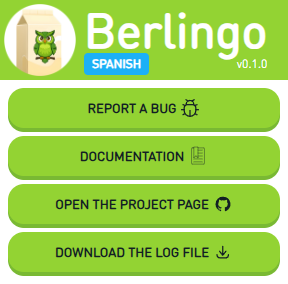 Berlingo
SPANISH
v0.1.0
REPORT A BUG
DOCUMENTATION
OPEN THE PROJECT PAGE
DOWNLOAD THE LOG FILE